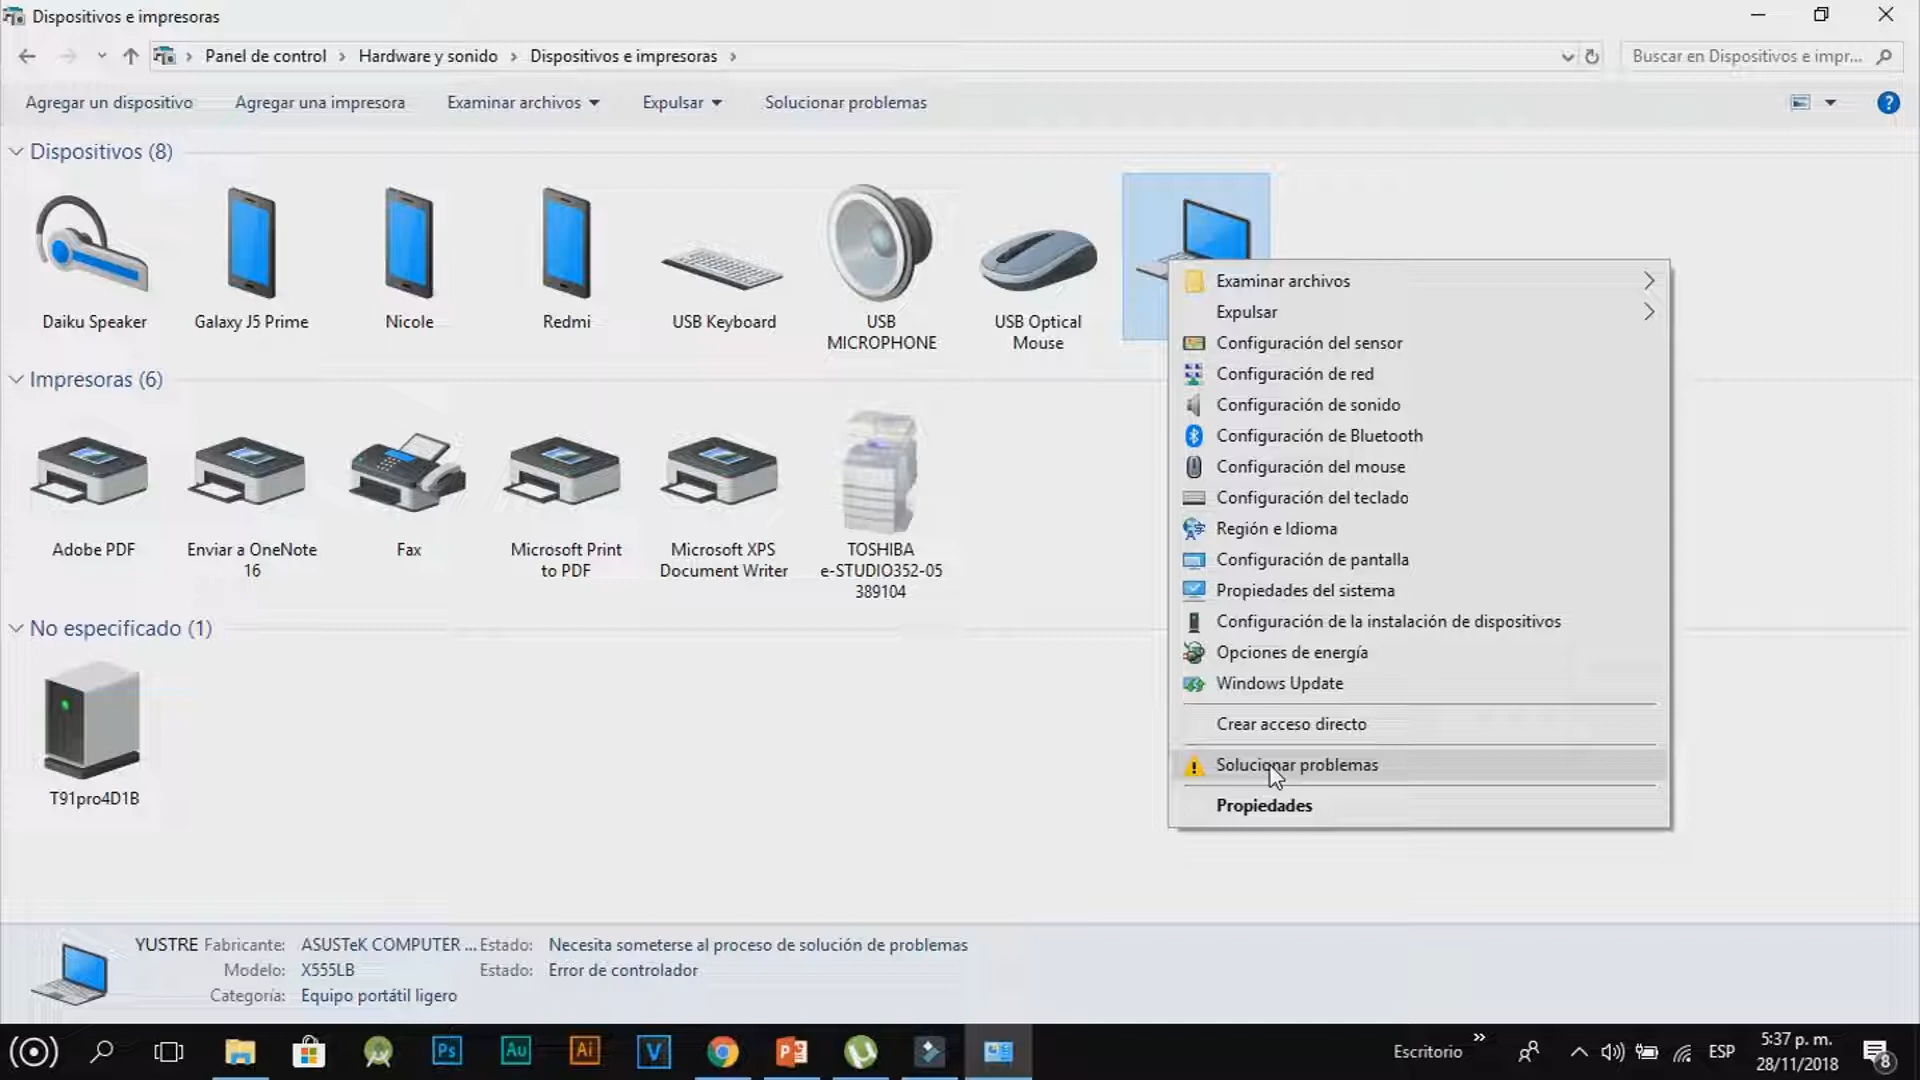 Dispositivos e impresoras
Panel de control > Hardware y sonido > Dispositivos e impresoras >
Buscar en Dispositivos e impr...
Agregar un dispositivo Agregar una impresora Examinar archivos Expulsar Solucionar problemas
?
Dispositivos (8)
Daiku Speaker
Galaxy J5 Prime
Nicole
Redmi
USB Keyboard
USB
MICROPHONE
USB Optical
Mouse
Impresoras (6)
Adobe PDF
Enviar a OneNote
16
Fax
Microsoft Print
to PDF
Microsoft XPS
Document Writer
TOSHIBA
e-STUDIO352-05
389104
No especificado (1)
T91pro4D1B
Examinar archivos
Expulsar
Configuración del sensor
Configuración de red
Configuración de sonido
Configuración de Bluetooth
Configuración del mouse
Configuración del teclado
Región e Idioma
Configuración de pantalla
Propiedades del sistema
Configuración de la instalación de dispositivos
Opciones de energía
Windows Update
Crear acceso directo
Solucionar problemas
Propiedades
YUSTRE Fabricante: ASUSTeK COMPUTER ... Estado: Necesita someterse al proceso de solución de problemas
Modelo: X555LB Estado: Error de controlador
Categoría: Equipo portátil ligero
Ps Au Ai V P
Escritorio » ESP
5:37 p. m.
28/11/2018
8